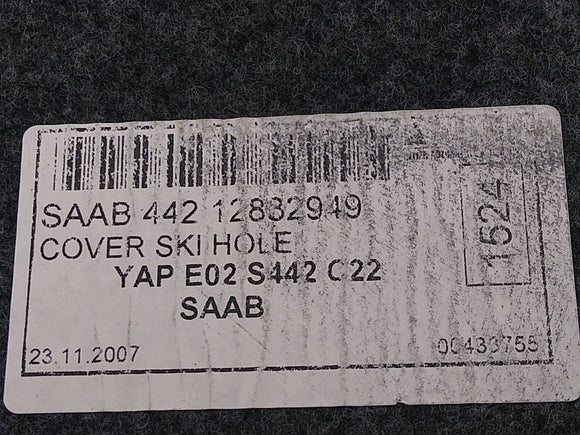 SAAB 442 12832949
COVER SKI HOLE
YAP E02 S442 C22
SAAB
23.11.2007
00433755
1524